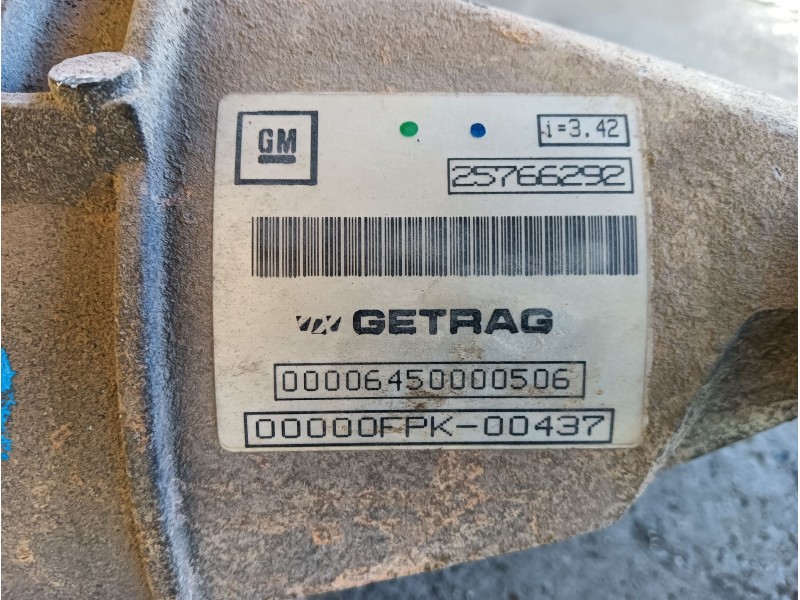 GM
i=3.42
25766292
GETRAG
00006450000506
00000FPK-00437